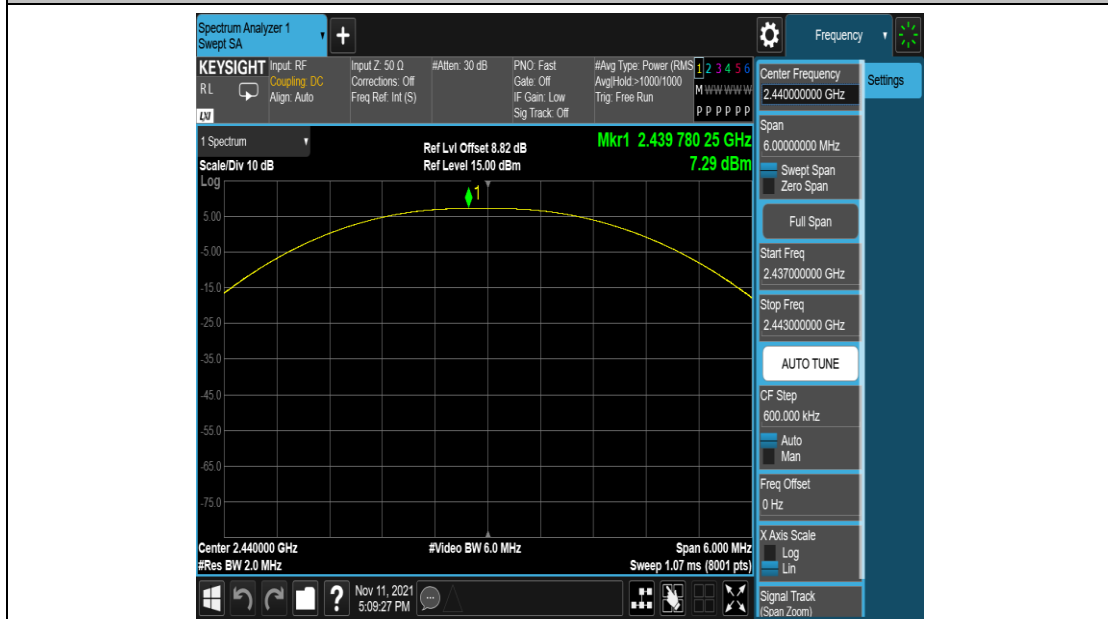 Spectrum Analyzer 1
Swept SA
+
Frequency
KEYSIGHT
RL
LXI
Input: RF
Coupling: DC
Align: Auto
Input Z: 50 Ω
Corrections: Off
Freq Ref: Int (S)
#Atten: 30 dB
PNO: Fast
Gate: Off
IF Gain: Low
Sig Track: Off
#Avg Type: Power (RMS
Avg|Hold:>1000/1000
Trig: Free Run
1 2 3 4 5 6
M W W W W W
P P P P P P
1 Spectrum
Scale/Div 10 dB
Log
Ref Lvl Offset 8.82 dB
Ref Level 15.00 dBm
Mkr1 2.439 780 25 GHz
7.29 dBm
1
5.00
-5.00
-15.0
-25.0
-35.0
-45.0
-55.0
-65.0
-75.0
Center 2.440000 GHz
#Res BW 2.0 MHz
#Video BW 6.0 MHz
Span 6.000 MHz
Sweep 1.07 ms (8001 pts)
Nov 11, 2021
5:09:27 PM
?
Center Frequency
2.440000000 GHz
Settings
Span
6.00000000 MHz
Swept Span
Zero Span
Full Span
Start Freq
2.437000000 GHz
Stop Freq
2.443000000 GHz
AUTO TUNE
CF Step
600.000 kHz
Auto
Man
Freq Offset
0 Hz
X Axis Scale
Log
Lin
Signal Track
(Span Zoom)